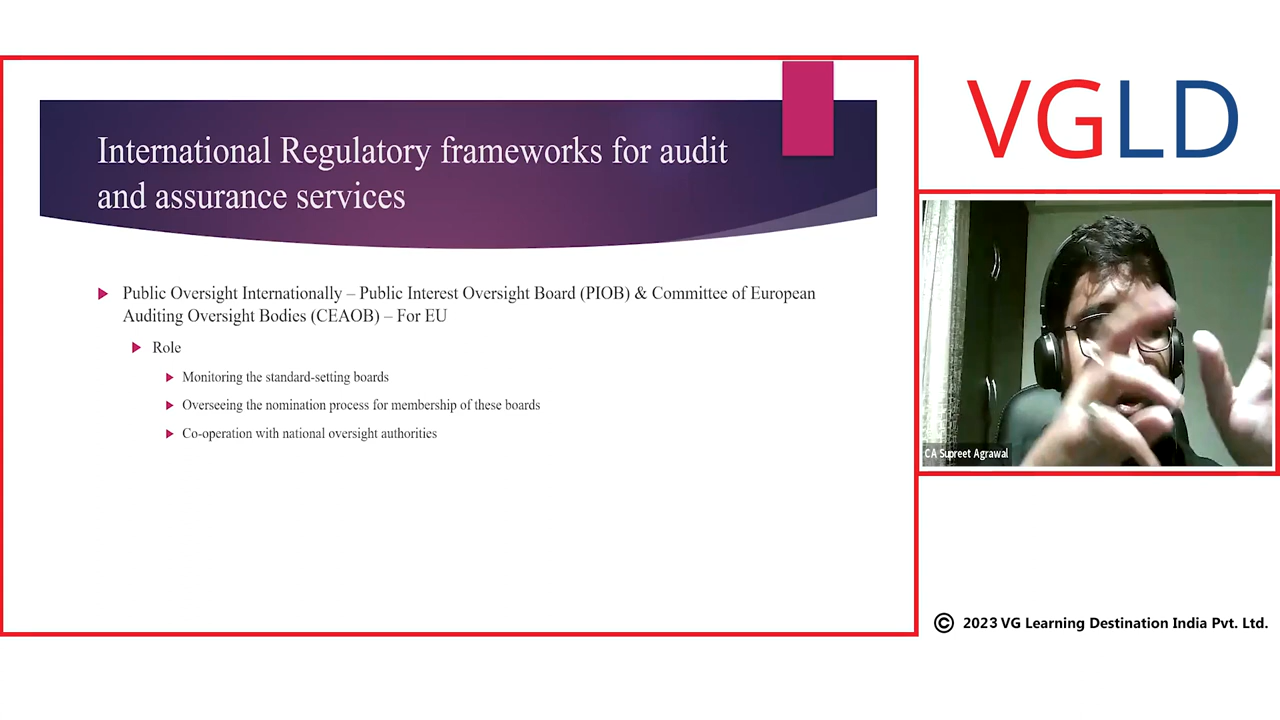 International Regulatory frameworks for audit
and assurance services
Public Oversight Internationally – Public Interest Oversight Board (PIOB) & Committee of European
Auditing Oversight Bodies (CEAOB) – For EU
Role
Monitoring the standard-setting boards
Overseeing the nomination process for membership of these boards
Co-operation with national oversight authorities
VGLD
CA Supreet Agrawal
© 2023 VG Learning Destination India Pvt. Ltd.